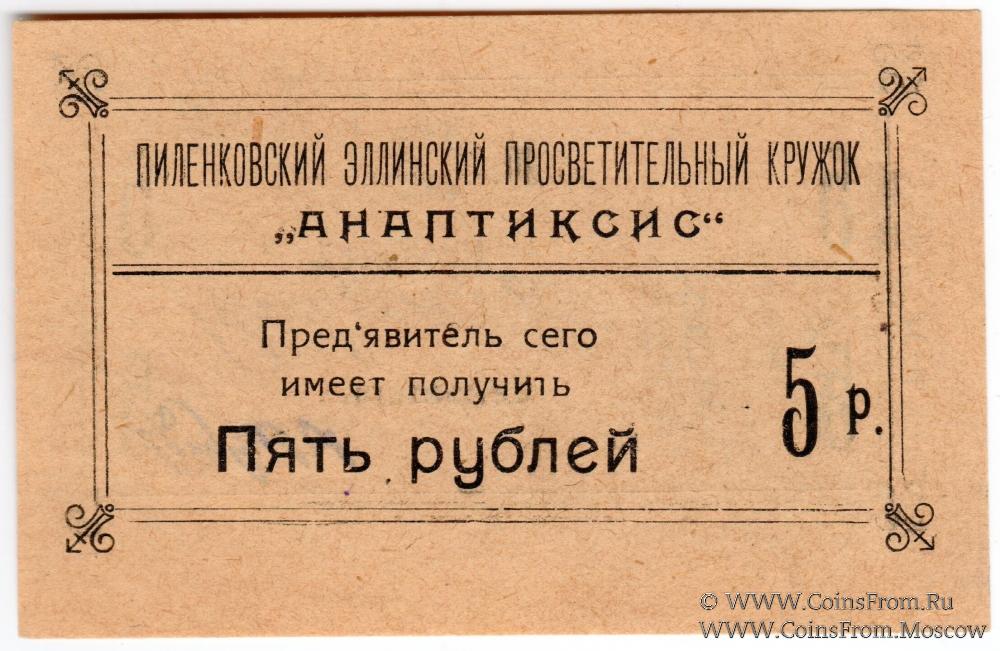 ПИЛЕНКОВСКИЙ ЭЛЛИНСКИЙ ПРОСВЕТИТЕЛЬНЫЙ КРУЖОК
„АНАПТИКСИС“
Пред‘явитель сего
имеет получить
Пять рублей
5 р.
© WWW.CoinsFrom.Ru
WWW.CoinsFrom.Moscow